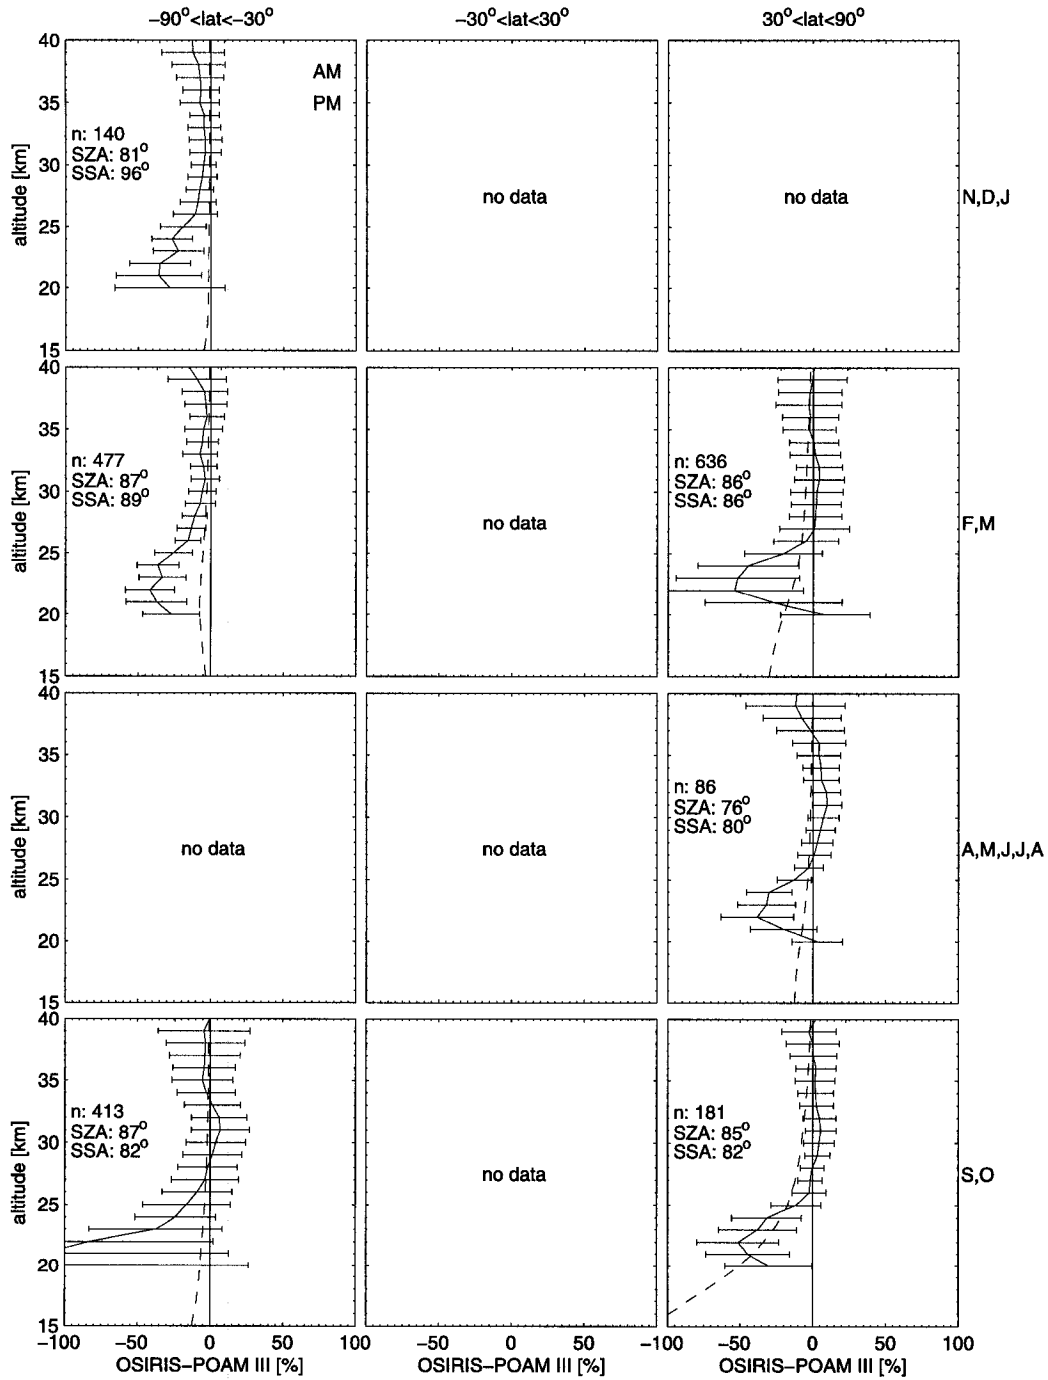 −90°<lat<−30°
−30°<lat<30°
30°<lat<90°
40
35
30
25
20
15
altitude [km]
AM
PM
n: 140
SZA: 81°
SSA: 96°
no data
no data
N,D,J
40
35
30
25
20
15
altitude [km]
n: 477
SZA: 87°
SSA: 89°
no data
n: 636
SZA: 86°
SSA: 86°
F,M
40
35
30
25
20
15
altitude [km]
no data
no data
n: 86
SZA: 76°
SSA: 80°
A,M,J,J,A
40
35
30
25
20
15
altitude [km]
n: 413
SZA: 87°
SSA: 82°
no data
n: 181
SZA: 85°
SSA: 82°
S,O
−100 −50 0 50 100
−50 0 50
−100 −50 0 50 100
OSIRIS−POAM III [%]
OSIRIS−POAM III [%]
OSIRIS−POAM III [%]